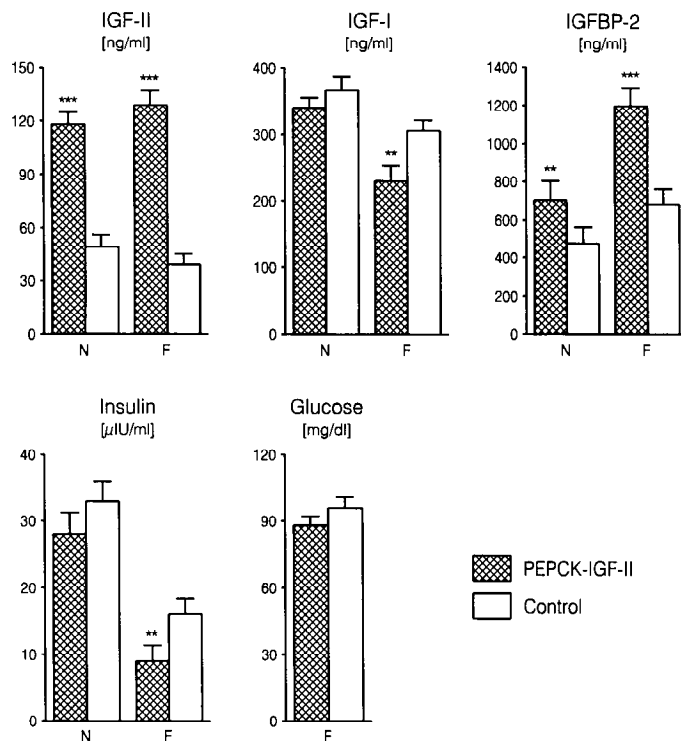 IGF-II
[ng/ml]
150
120
90
60
30
0
***
***
N F
IGF-I
[ng/ml]
400
300
200
100
0
**
N F
IGFBP-2
[ng/ml]
1400
1200
1000
800
600
400
200
0
**
***
N F
Insulin
[µIU/ml]
40
30
20
10
0
**
N F
Glucose
[mg/dl]
120
90
60
30
0
F
PEPCK-IGF-II
Control